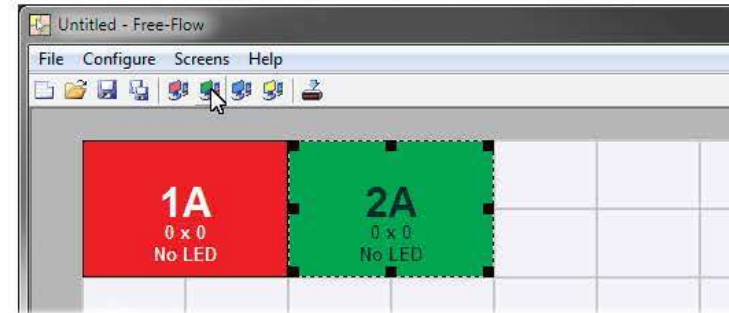 Untitled - Free-Flow
File Configure Screens Help
1A
0 x 0
No LED
2A
0 x 0
No LED